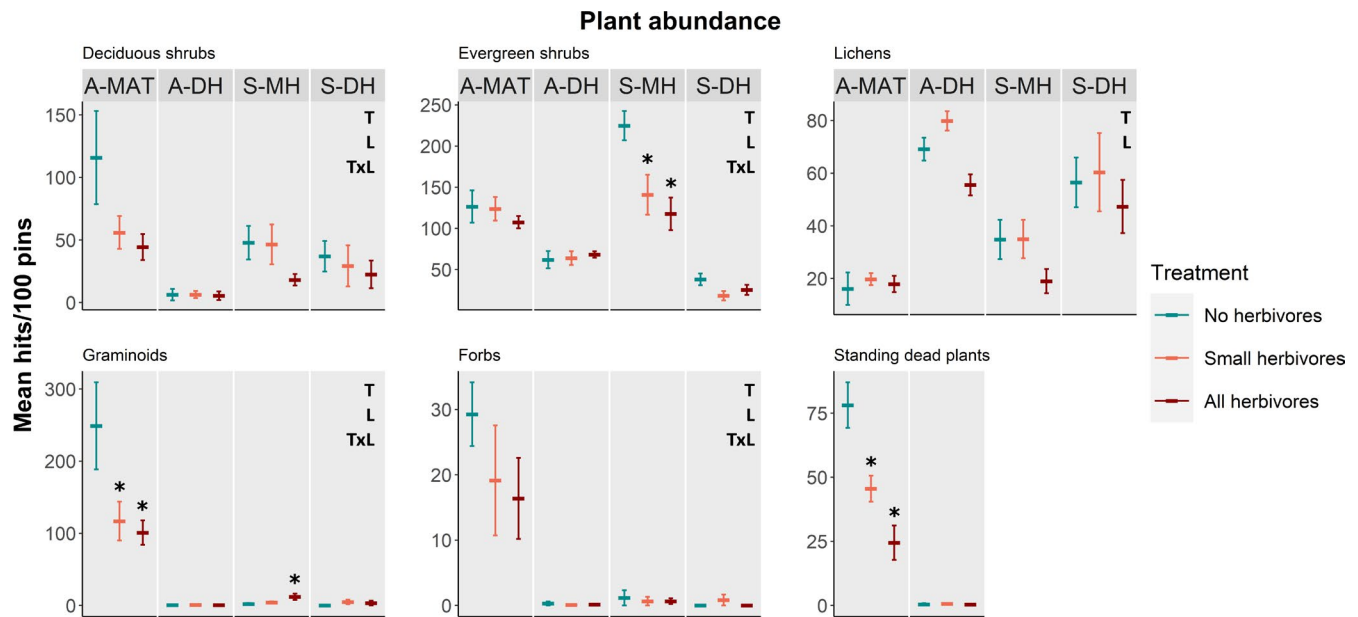 Plant abundance
Mean hits/100 pins
Deciduous shrubs
A-MAT A-DH S-MH S-DH
150
100
50
0
T
L
TxL
Evergreen shrubs
A-MAT A-DH S-MH S-DH
250
200
150
100
50
* *
T
L
TxL
Lichens
A-MAT A-DH S-MH S-DH
80
60
40
20
T
L
Graminoids
300
200
100
0
* * *
T
L
TxL
Forbs
30
20
10
0
T
L
TxL
Standing dead plants
75
50
25
0
* *
Treatment
No herbivores
Small herbivores
All herbivores